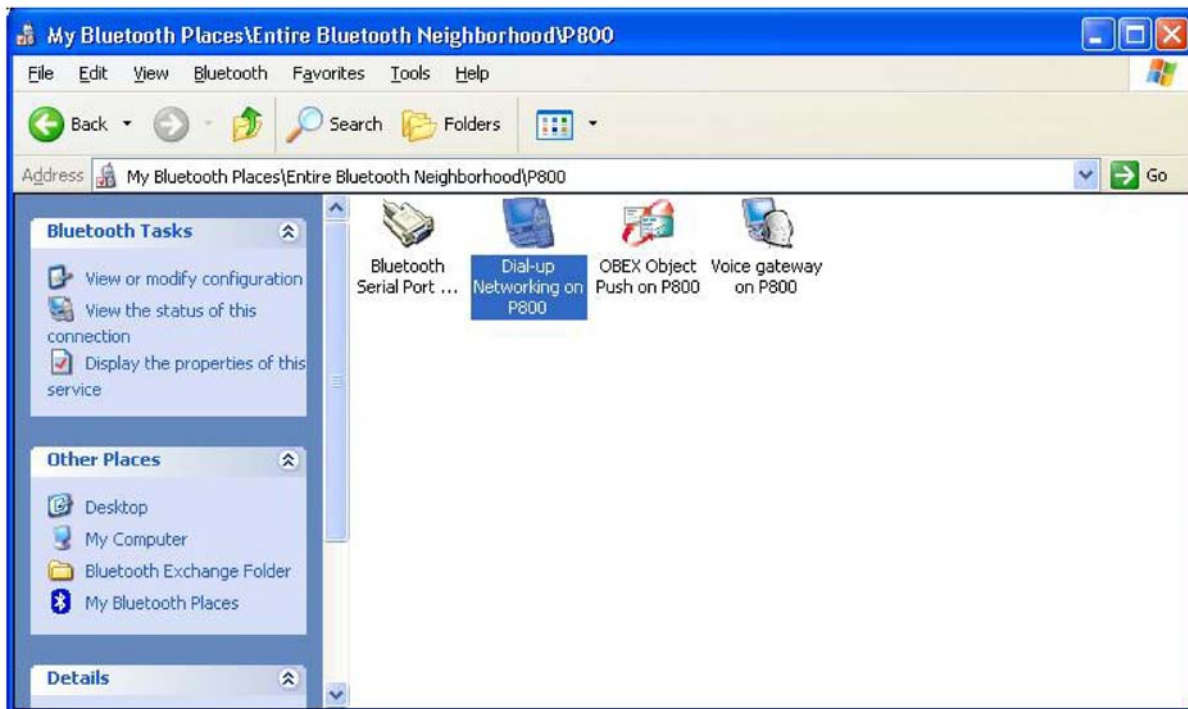 My Bluetooth Places\Entire Bluetooth Neighborhood\P800
File Edit View Bluetooth Favorites Tools Help
Back Search Folders
Address My Bluetooth Places\Entire Bluetooth Neighborhood\P800 Go
Bluetooth Tasks
View or modify configuration
View the status of this
connection
Display the properties of this
service
Other Places
Desktop
My Computer
Bluetooth Exchange Folder
My Bluetooth Places
Details
Bluetooth
Serial Port ...
Dial-up
Networking on
P800
OBEX Object
Push on P800
Voice gateway
on P800